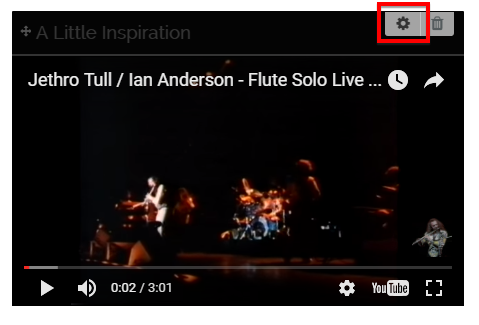 A Little Inspiration
Jethro Tull / Ian Anderson - Flute Solo Live ...
0:02 / 3:01
YouTube